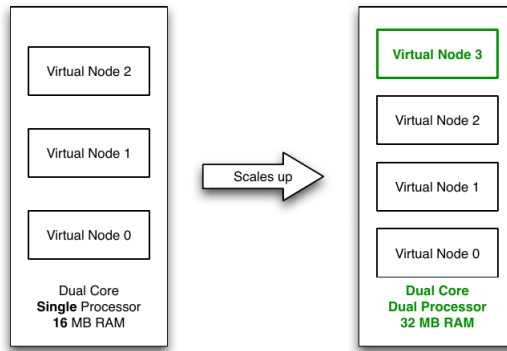 Virtual Node 2
Virtual Node 1
Virtual Node 0
Dual Core
Single Processor
16 MB RAM
Scales up
Virtual Node 3
Virtual Node 2
Virtual Node 1
Virtual Node 0
Dual Core
Dual Processor
32 MB RAM